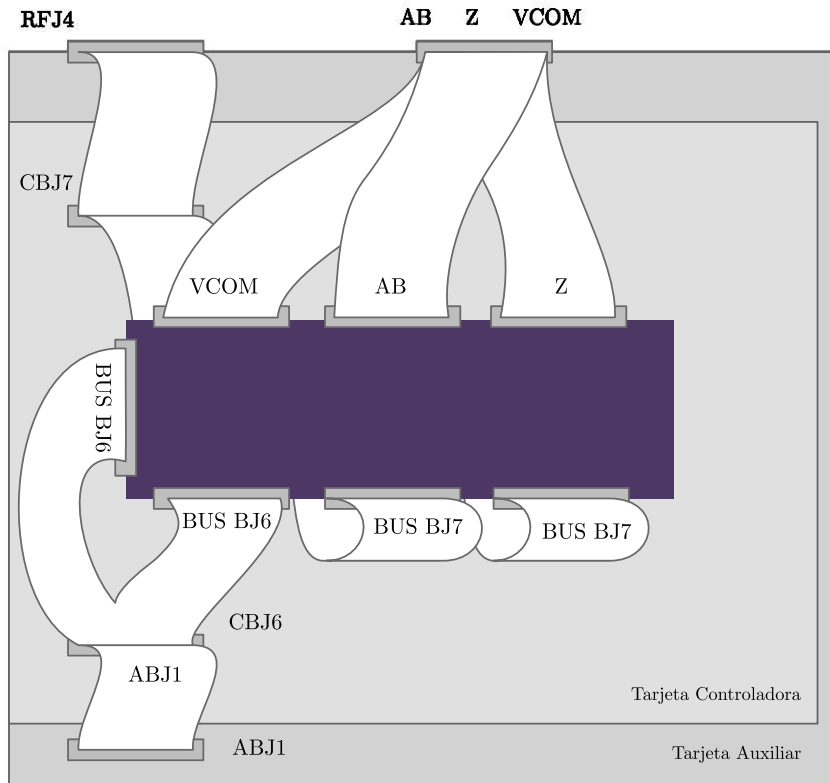 RFJ4
AB Z VCOM
CBJ7
VCOM
AB
Z
BUS BJ6
BUS BJ6
BUS BJ7
BUS BJ7
CBJ6
ABJ1
Tarjeta Controladora
ABJ1
Tarjeta Auxiliar